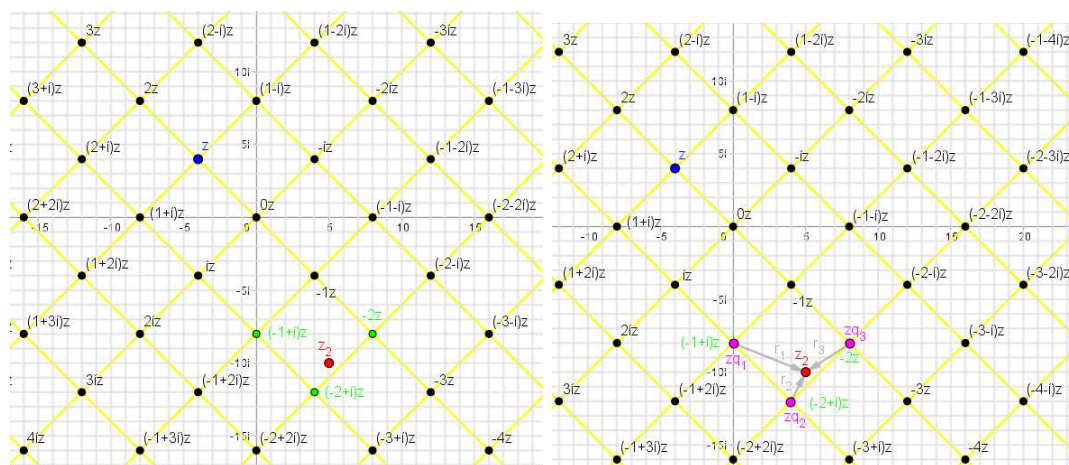 3z (2-i)z (1-2i)z -3iz
10i
(3+i)z 2z (1-i)z -2iz (-1-3i)z
5i
(2+i)z z -iz (-1-2i)z
(2+2i)z (1+i)z 0z (-1-i)z (-2-2i)z
-15 -10 -5 5 10 15
(1+2i)z iz -1z (-2-i)z
-5i
(1+3i)z 2iz (-1+i)z -2z (-3-i)z
z2
-10i
3iz (-1+2i)z (-2+i)z -3z
-15i
4iz (-1+3i)z (-2+2i)z (-3+i)z -4z
3z (2-i)z (1-2i)z -3iz (-1-4i)z
10i
2z (1-i)z -2iz (-1-3i)z
5i
(2+i)z z -iz (-1-2i)z (-2-3i)z
(1+i)z 0z (-1-i)z (-2-2i)z
-10 -5 0 5 10 15 20
(1+2i)z iz -1z (-2-i)z (-3-2i)z
-5i
2iz (-1+i)z zq1 r1 z2 r3 zq3 -2z (-3-i)z
-10i
3iz (-1+2i)z r2 zq2 (-2+i)z -3z (-4-i)z
-15i
(-1+3i)z (-2+2i)z (-3+i)z -4z